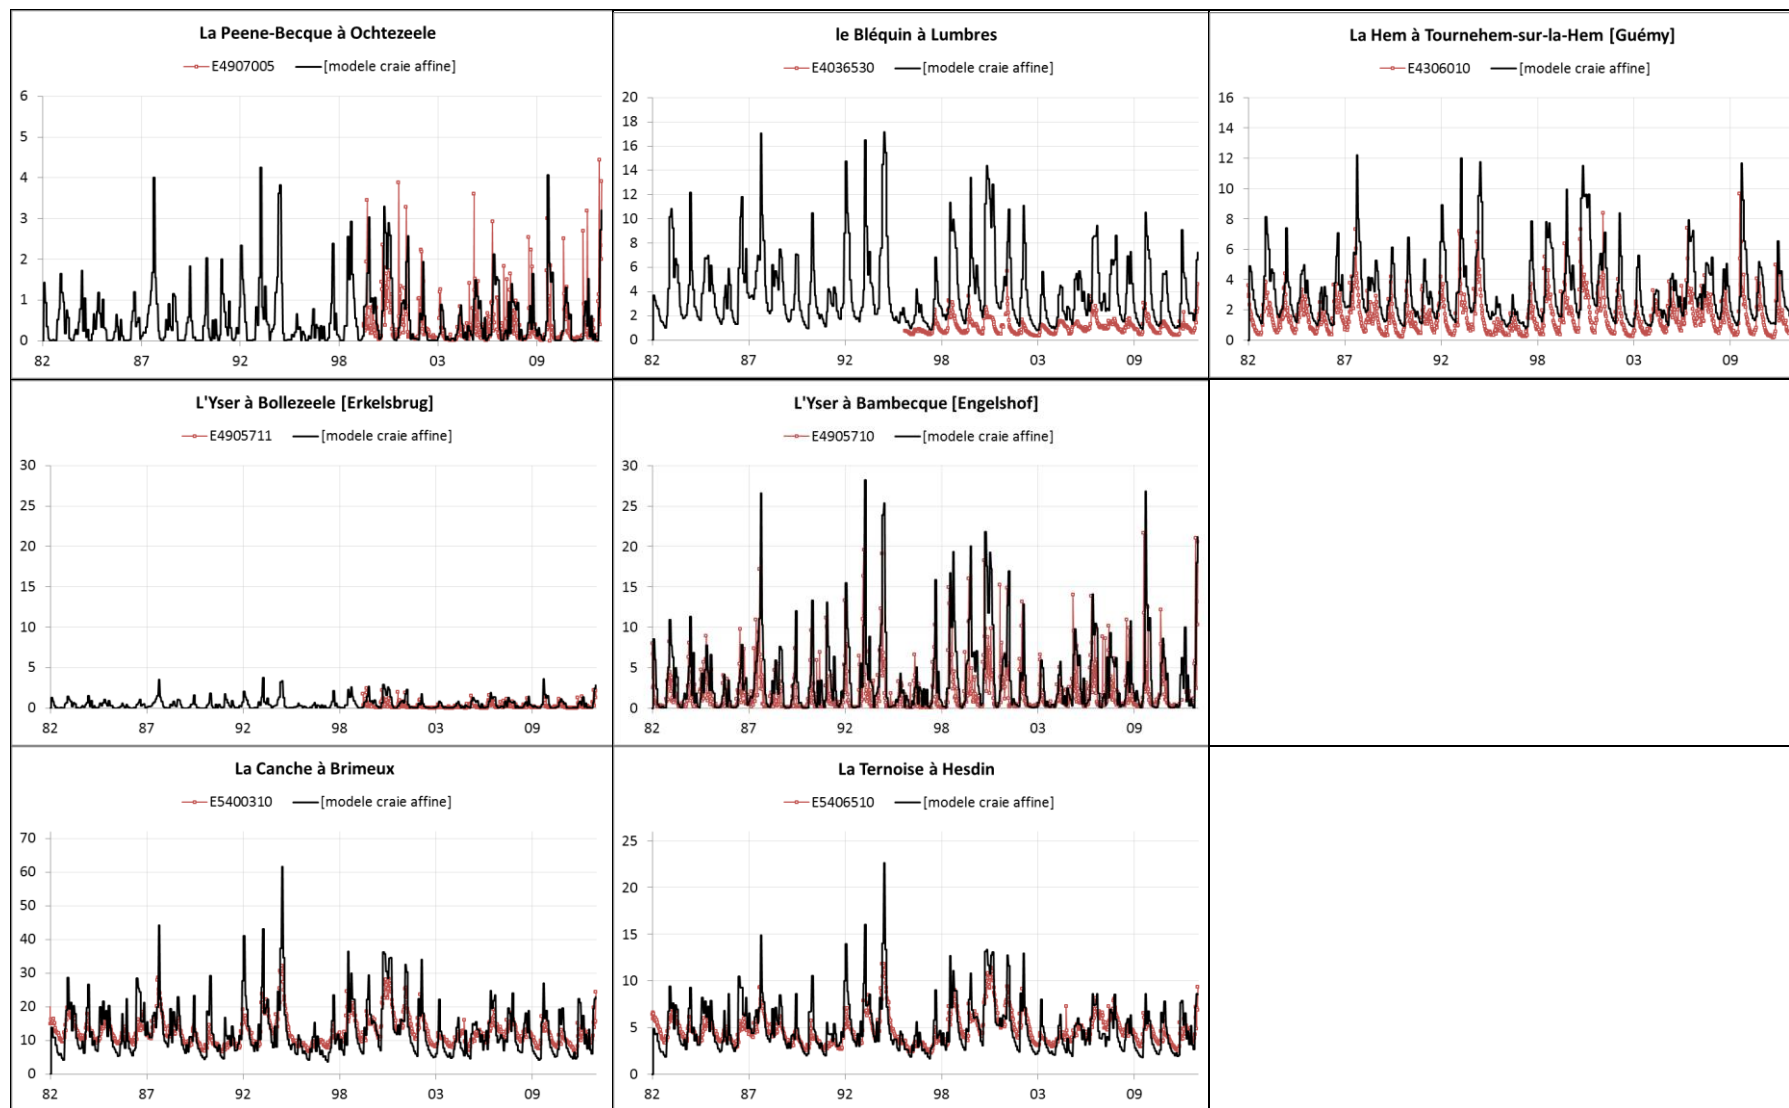 La Peene-Becque à Ochtezeele
E4907005 [modele craie affine]
6
5
4
3
2
1
0
82 87 92 98 03 09
le Bléquin à Lumbres
E4036530 [modele craie affine]
20
18
16
14
12
10
8
6
4
2
0
82 87 92 98 03 09
La Hem à Tournehem-sur-la-Hem [Guémy]
E4306010 [modele craie affine]
16
14
12
10
8
6
4
2
0
82 87 92 98 03 09
L'Yser à Bollezeele [Erkelsbrug]
E4905711 [modele craie affine]
30
25
20
15
10
5
0
82 87 92 98 03 09
L'Yser à Bambecque [Engelshof]
E4905710 [modele craie affine]
30
25
20
15
10
5
0
82 87 92 98 03 09
La Canche à Brimeux
E5400310 [modele craie affine]
70
60
50
40
30
20
10
0
82 87 92 98 03 09
La Ternoise à Hesdin
E5406510 [modele craie affine]
25
20
15
10
5
0
82 87 92 98 03 09